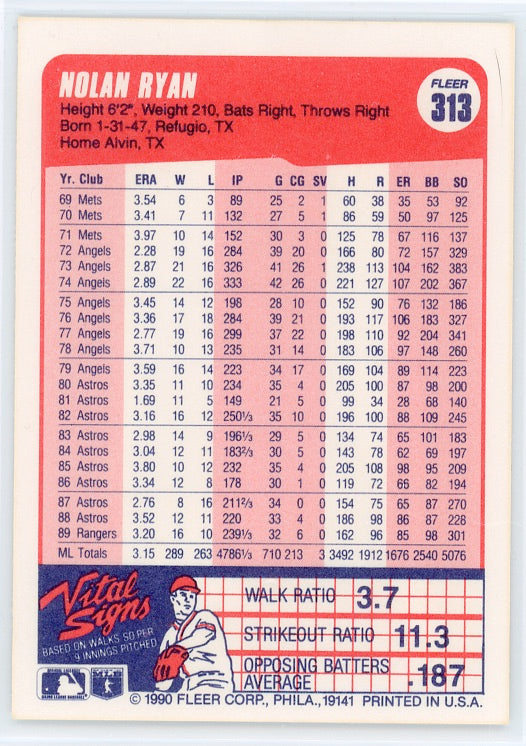 NOLAN RYAN
FLEER
313
Height 6'2", Weight 210, Bats Right, Throws Right
Born 1-31-47, Refugio, TX
Home Alvin, TX
Yr. Club ERA W L IP G CG SV H R ER BB SO
69 Mets 3.54 6 3 89 25 2 1 60 38 35 53 92
70 Mets 3.41 7 11 132 27 5 1 86 59 50 97 125
71 Mets 3.97 10 14 152 30 3 0 125 78 67 116 137
72 Angels 2.28 19 16 284 39 20 0 166 80 72 157 329
73 Angels 2.87 21 16 326 41 26 1 238 113 104 162 383
74 Angels 2.89 22 16 333 42 26 0 221 127 107 202 367
75 Angels 3.45 14 12 198 28 10 0 152 90 76 132 186
76 Angels 3.36 17 18 284 39 21 0 193 117 106 183 327
77 Angels 2.77 19 16 299 37 22 0 198 110 92 204 341
78 Angels 3.71 10 13 235 31 14 0 183 106 97 148 260
79 Angels 3.59 16 14 223 34 17 0 169 104 89 114 223
80 Astros 3.35 11 10 234 35 4 0 205 100 87 98 200
81 Astros 1.69 11 5 149 21 5 0 99 34 28 68 140
82 Astros 3.16 16 12 250⅓ 35 10 0 196 100 88 109 245
83 Astros 2.98 14 9 196⅓ 29 5 0 134 74 65 101 183
84 Astros 3.04 12 11 183⅔ 30 5 0 143 78 62 69 197
85 Astros 3.80 10 12 232 35 4 0 205 108 98 95 209
86 Astros 3.34 12 8 178 30 1 0 119 72 66 82 194
87 Astros 2.76 8 16 211⅔ 34 0 0 154 75 65 87 270
88 Astros 3.52 12 11 220 33 4 0 186 98 86 87 228
89 Rangers 3.20 16 10 239⅓ 32 6 0 162 96 85 98 301
ML Totals 3.15 289 263 4786⅓ 710 213 3 3492 1912 1676 2540 5076
Vital
Signs
BASED ON WALKS, SO PER
9 INNINGS PITCHED
WALK RATIO 3.7
STRIKEOUT RATIO 11.3
OPPOSING BATTERS
AVERAGE .187
© 1990 FLEER CORP., PHILA., 19141 PRINTED IN U.S.A.